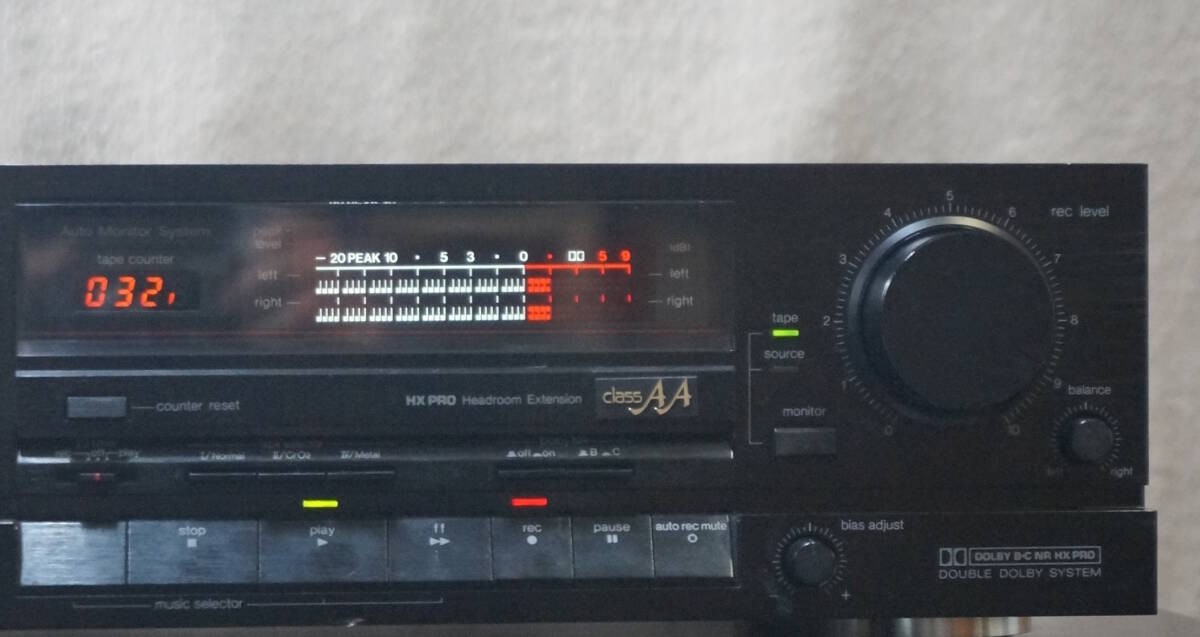 Auto Monitor System
tape counter
032
peak
level
(dB)
– 20 PEAK 10 • 5 3 • 0 • 5 9
left
left
right
right
counter reset
HX PRO Headroom Extension
class AA
off play
I/Normal II/CrO₂ IV/Metal
off on B C
stop
play
ff
rec
pause
auto rec mute
music selector
tape
source
monitor
rec level
0 1 2 3 4 5 6 7 8 9 10
balance
left right
bias adjust
+
DOLBY B·C NR HX PRO
DOUBLE DOLBY SYSTEM